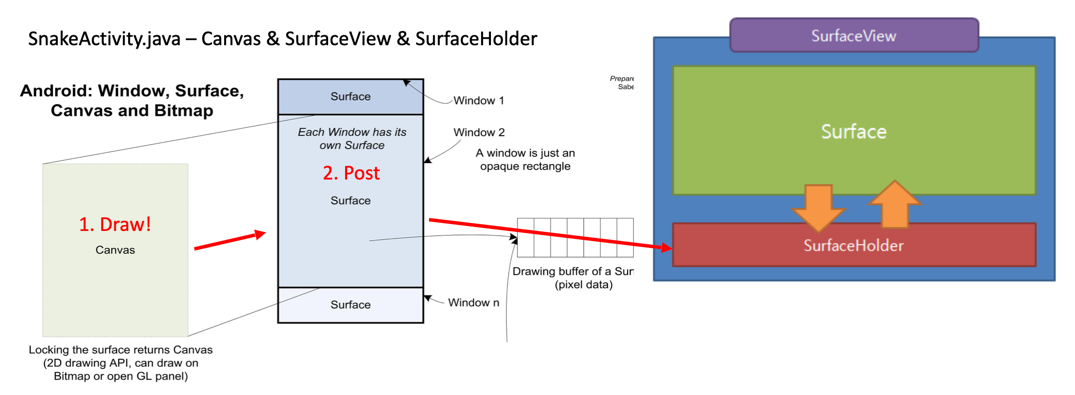 SnakeActivity.java – Canvas & SurfaceView & SurfaceHolder
Android: Window, Surface,
Canvas and Bitmap
1. Draw!
Canvas
Locking the surface returns Canvas
(2D drawing API, can draw on
Bitmap or open GL panel)
Surface
Each Window has its
own Surface
2. Post
Surface
Surface
Window 1
Window 2
A window is just an
opaque rectangle
Window n
Drawing buffer of a Sur
(pixel data)
Prepare
Sabe
SurfaceView
Surface
SurfaceHolder